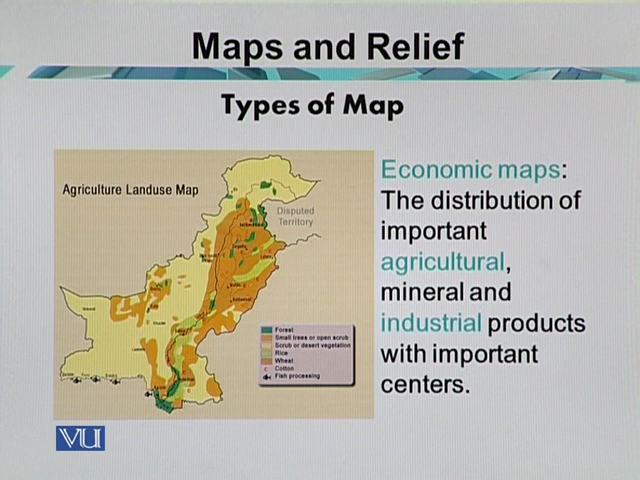 Maps and Relief
Types of Map
Agriculture Landuse Map
Disputed
Territory
Forest
Small trees or open scrub
Scrub or desert vegetation
Rice
Wheat
Cotton
Fish processing
Economic maps:
The distribution of
important
agricultural,
mineral and
industrial products
with important
centers.
VU